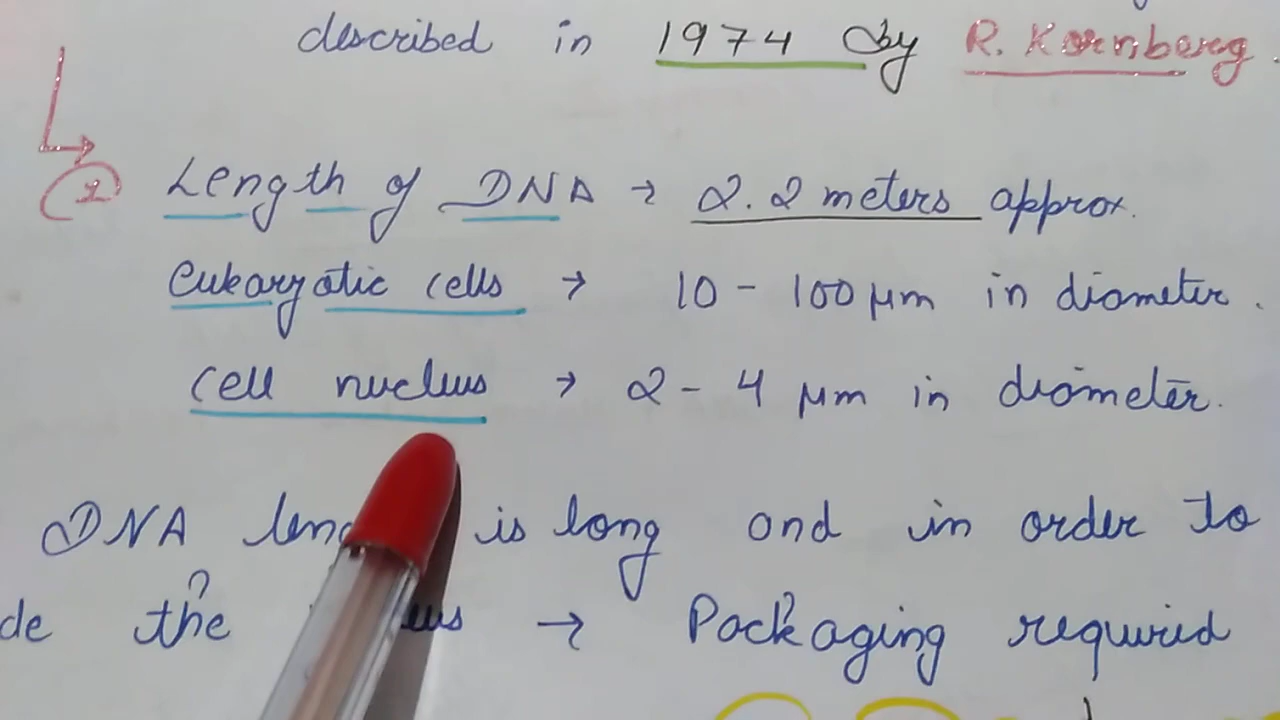 described in 1974 by R. Kornberg.
② Length of DNA → 2.2 meters approx.
Eukaryotic cells → 10 - 100 μm in diameter.
cell nucleus → 2 - 4 μm in diameter.
DNA is long and in order to
the → Packaging required